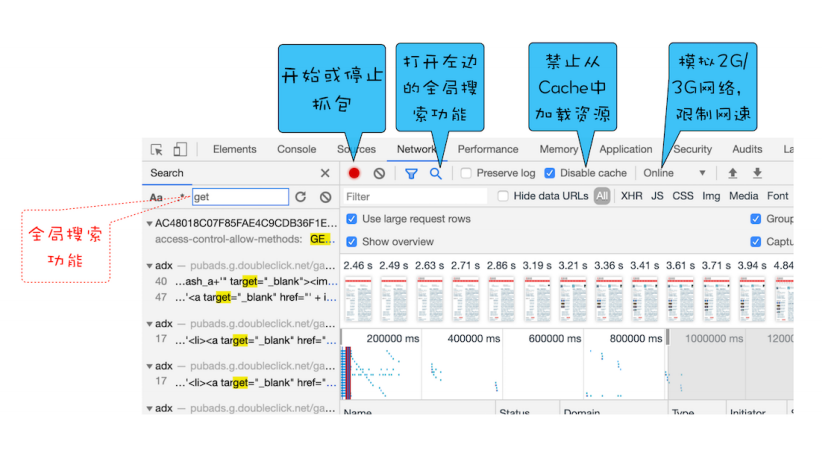 开始或停止
抓包
打开左边
的全局搜
索功能
禁止从
Cache中
加载资源
模拟2G/
3G网络，
限制网速
全局搜索
功能
Elements Console Sources Network Performance Memory Application Security Audits La
Search
Preserve log Disable cache Online
Aa .* get
Filter Hide data URLs All XHR JS CSS Img Media Font
AC48018C07F85FAE4C9CDB36F1E…
access-control-allow-methods: GE…
Use large request rows Group
Show overview Captu
adx — pubads.g.doubleclick.net/ga…
40 …ash_a+'" target="_blank"><im…
47 …'<a target="_blank" href="' + i…
adx — pubads.g.doubleclick.net/ga…
17 …'<li><a target="_blank" href="…
adx — pubads.g.doubleclick.net/ga…
17 …'<li><a target="_blank" href="…
adx — pubads.g.doubleclick.net/ga…
2.46 s 2.49 s 2.63 s 2.71 s 2.86 s 3.19 s 3.21 s 3.36 s 3.41 s 3.61 s 3.71 s 3.94 s 4.84
200000 ms 400000 ms 600000 ms 800000 ms 1000000 ms 12000
Name Status Domain Type Initiator